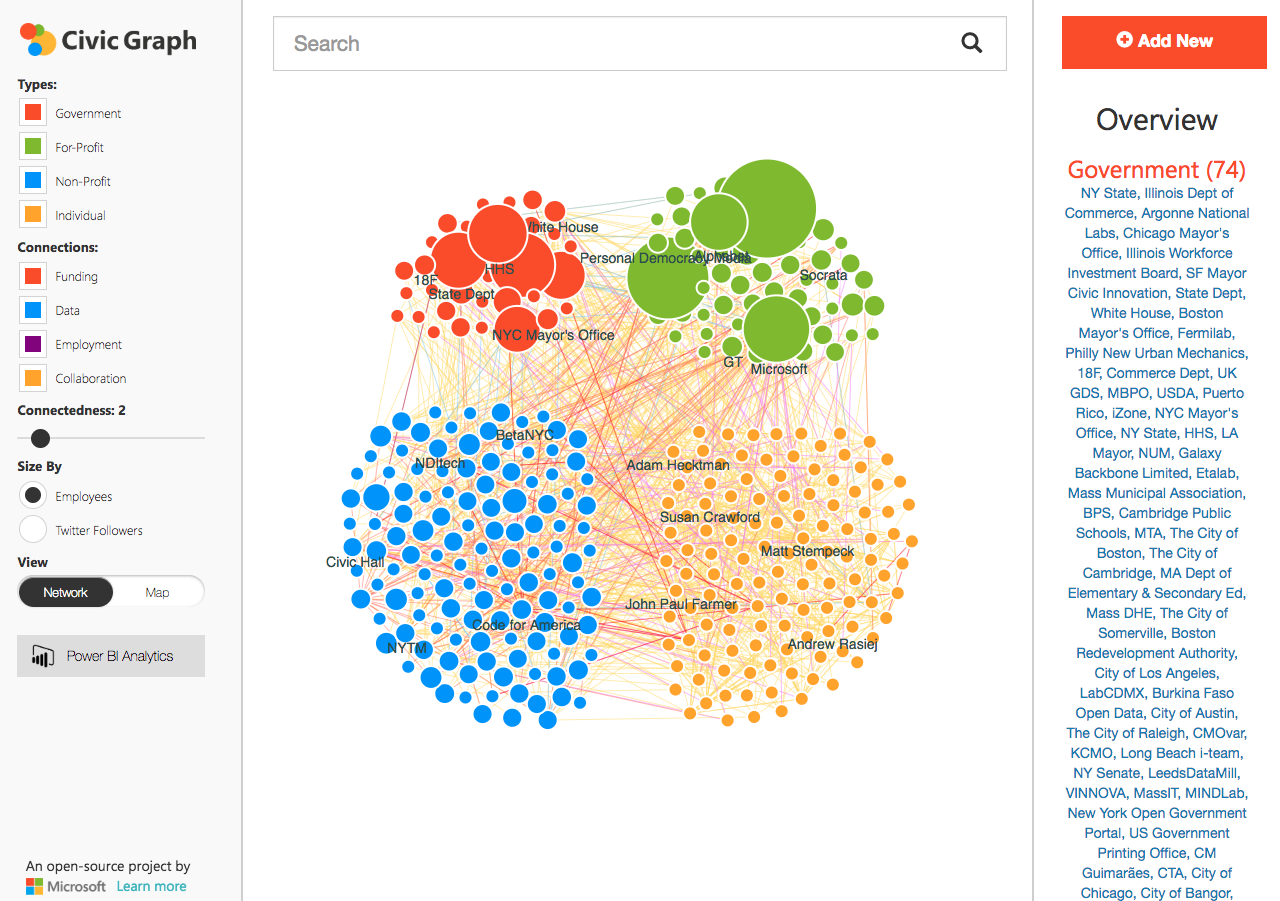 Civic Graph
Types:
Government
For-Profit
Non-Profit
Individual
Connections:
Funding
Data
Employment
Collaboration
Connectedness: 2
Size By
Employees
Twitter Followers
View
Network Map
Power BI Analytics
An open-source project by
Microsoft Learn more
Search
White House
Personal Democracy Media
Alphabet
HHS
Socrata
18F
State Dept
NYC Mayor's Office
GT
Microsoft
BetaNYC
NDItech
Adam Hecktman
Susan Crawford
Matt Stempeck
Civic Hall
John Paul Farmer
Code for America
Andrew Rasiej
NYTM
Add New
Overview
Government (74)
NY State, Illinois Dept of
Commerce, Argonne National
Labs, Chicago Mayor's
Office, Illinois Workforce
Investment Board, SF Mayor
Civic Innovation, State Dept,
White House, Boston
Mayor's Office, Fermilab,
Philly New Urban Mechanics,
18F, Commerce Dept, UK
GDS, MBPO, USDA, Puerto
Rico, iZone, NYC Mayor's
Office, NY State, HHS, LA
Mayor, NUM, Galaxy
Backbone Limited, Etalab,
Mass Municipal Association,
BPS, Cambridge Public
Schools, MTA, The City of
Boston, The City of
Cambridge, MA Dept of
Elementary & Secondary Ed,
Mass DHE, The City of
Somerville, Boston
Redevelopment Authority,
City of Los Angeles,
LabCDMX, Burkina Faso
Open Data, City of Austin,
The City of Raleigh, CMOvar,
KCMO, Long Beach i-team,
NY Senate, LeedsDataMill,
VINNOVA, MassIT, MINDLab,
New York Open Government
Portal, US Government
Printing Office, CM
Guimarães, CTA, City of
Chicago, City of Bangor,